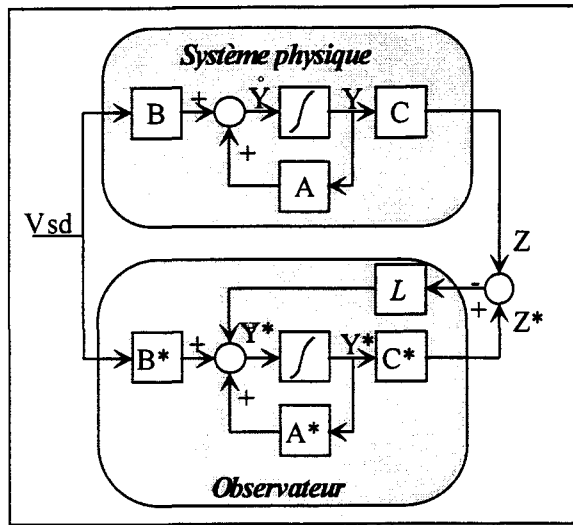 Système physique
B + Ẏ ∫ Y C
+ A
Vsd
Z
L -
+ Z*
B* + Ẏ* ∫ Y* C*
+ A*
Observateur